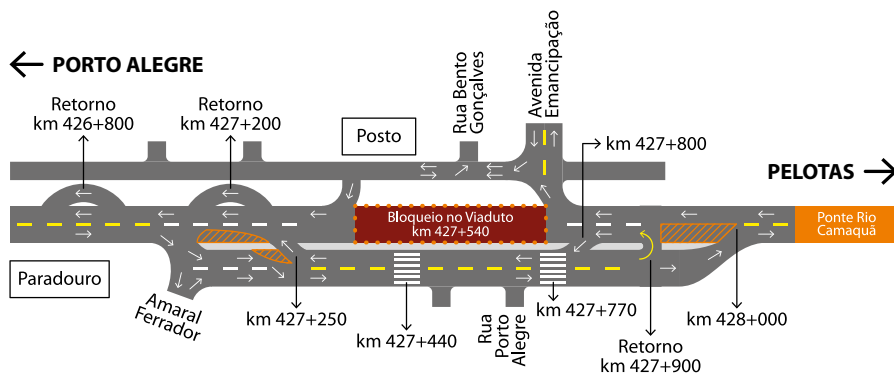 PORTO ALEGRE
Retorno
km 426+800
Retorno
km 427+200
Posto
Rua Bento
Gonçalves
Avenida
Emancipação
km 427+800
PELOTAS
Bloqueio no Viaduto
km 427+540
Ponte Rio
Camaquã
Paradouro
Amaral
Ferrador
km 427+250
km 427+440
Rua
Porto
Alegre
km 427+770
Retorno
km 427+900
km 428+000